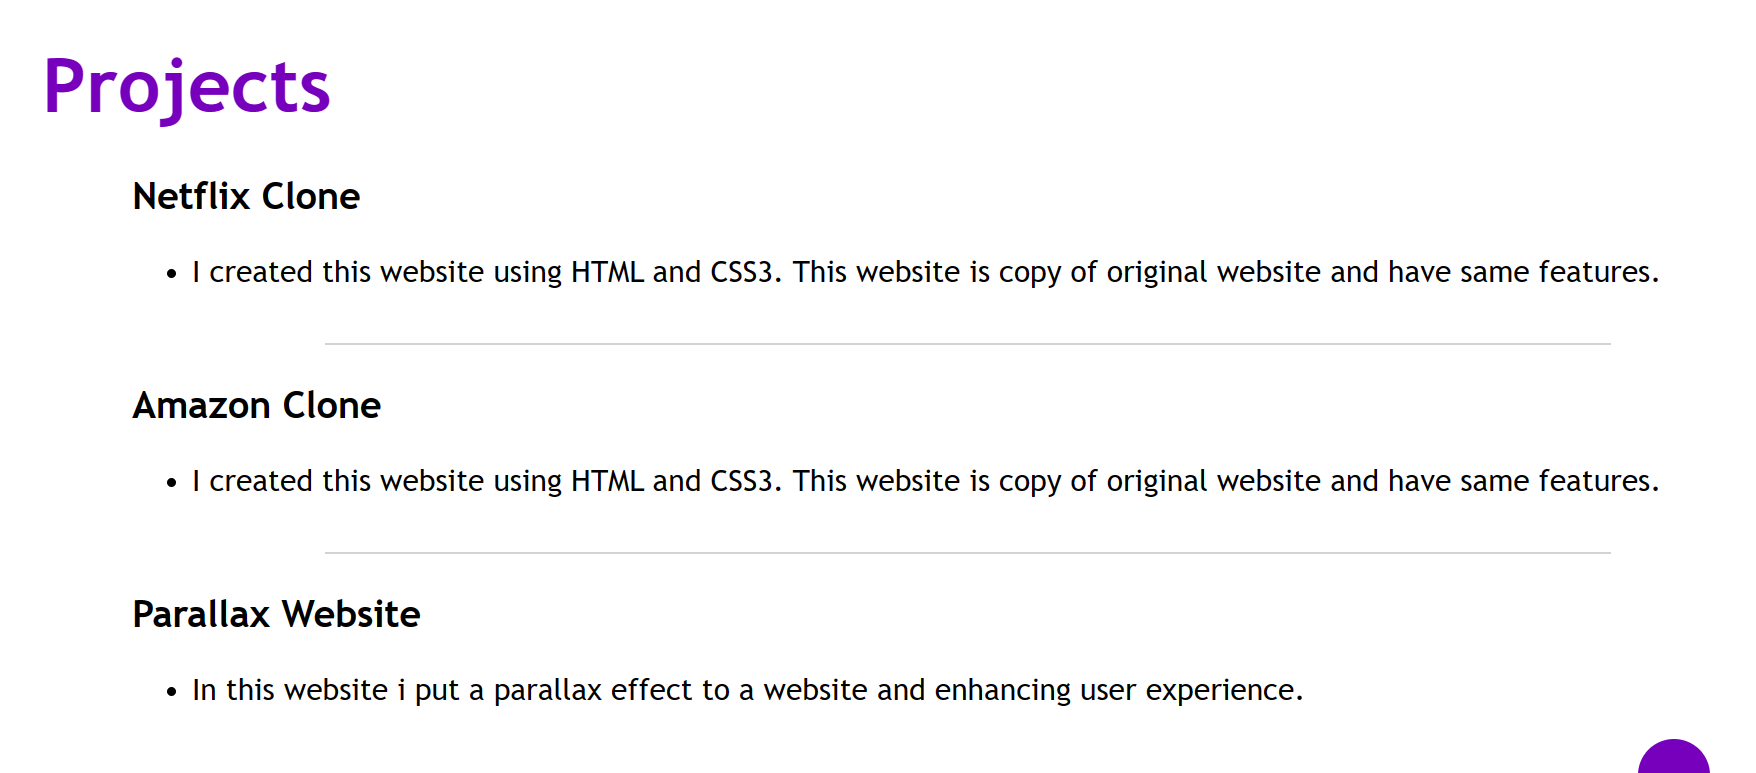 Projects
Netflix Clone
• I created this website using HTML and CSS3. This website is copy of original website and have same features.
Amazon Clone
• I created this website using HTML and CSS3. This website is copy of original website and have same features.
Parallax Website
• In this website i put a parallax effect to a website and enhancing user experience.